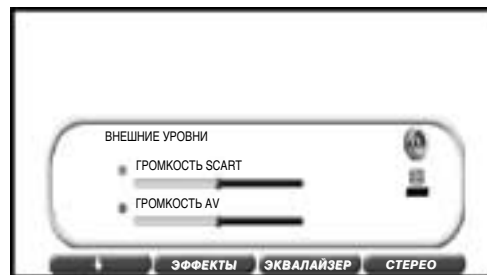 ВНЕШНИЕ УРОВНИ
ГРОМКОСТЬ SCART
ГРОМКОСТЬ AV
ЭФФЕКТЫ ЭКВАЛАЙЗЕР СТЕРЕО